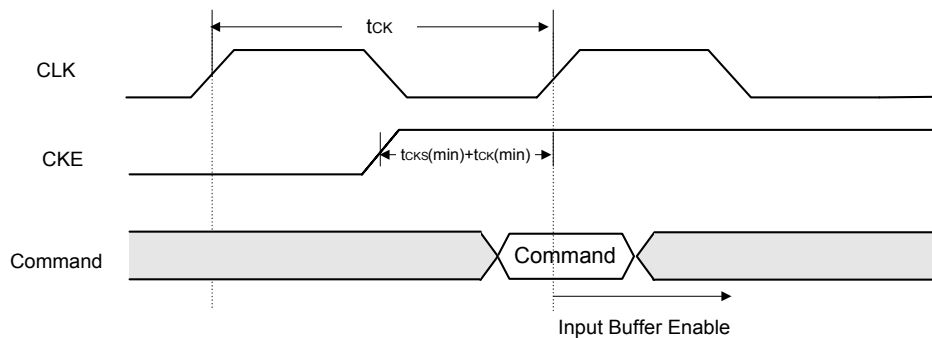 tCK
CLK
CKE
tCKS(min)+tCK(min)
Command
Command
Input Buffer Enable